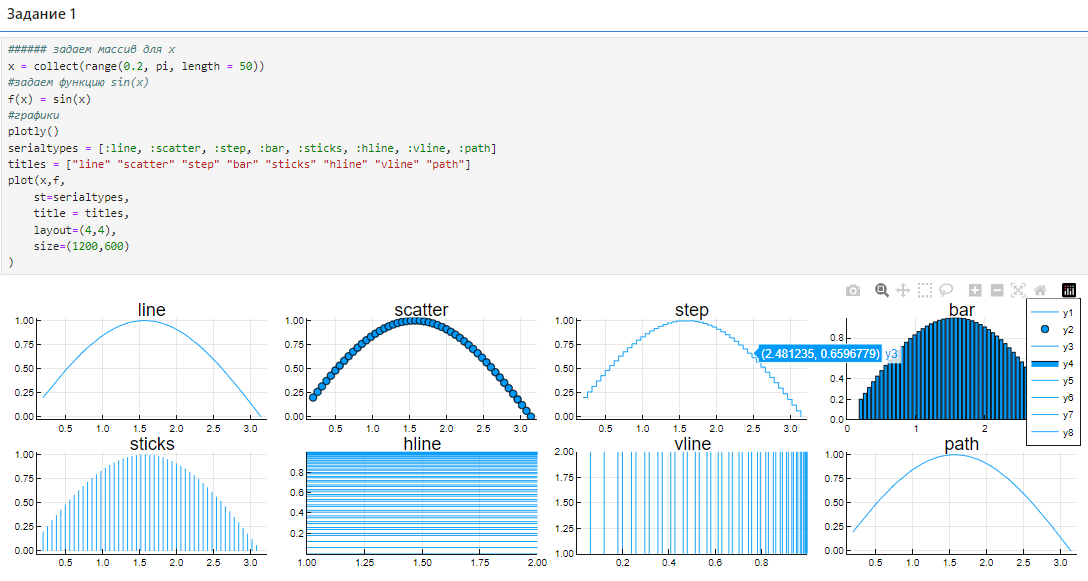 Задание 1
###### задаем массив для x
x = collect(range(0.2, pi, length = 50))
#задаем функцию sin(x)
f(x) = sin(x)
#графики
plotly()
serialtypes = [:line, :scatter, :step, :bar, :sticks, :hline, :vline, :path]
titles = ["line" "scatter" "step" "bar" "sticks" "hline" "vline" "path"]
plot(x,f,
st=serialtypes,
title = titles,
layout=(4,4),
size=(1200,600)
)
line
1.00
0.75
0.50
0.25
0.00
0.5 1.0 1.5 2.0 2.5 3.0
scatter
1.00
0.75
0.50
0.25
0.00
0.5 1.0 1.5 2.0 2.5 3.0
step
1.00
0.75
0.50
0.25
0.00
0.5 1.0 1.5 2.0 2.5 3.0
(2.481235, 0.6596779) y3
bar
0.8
0.6
0.4
0.2
0.0
0 1 2
y1
y2
y3
y4
y5
y6
y7
y8
sticks
1.00
0.75
0.50
0.25
0.00
0.5 1.0 1.5 2.0 2.5 3.0
hline
0.8
0.6
0.4
0.2
1.00 1.25 1.50 1.75 2.00
vline
2.00
1.75
1.50
1.25
1.00
0.2 0.4 0.6 0.8
path
1.00
0.75
0.50
0.25
0.00
0.5 1.0 1.5 2.0 2.5 3.0